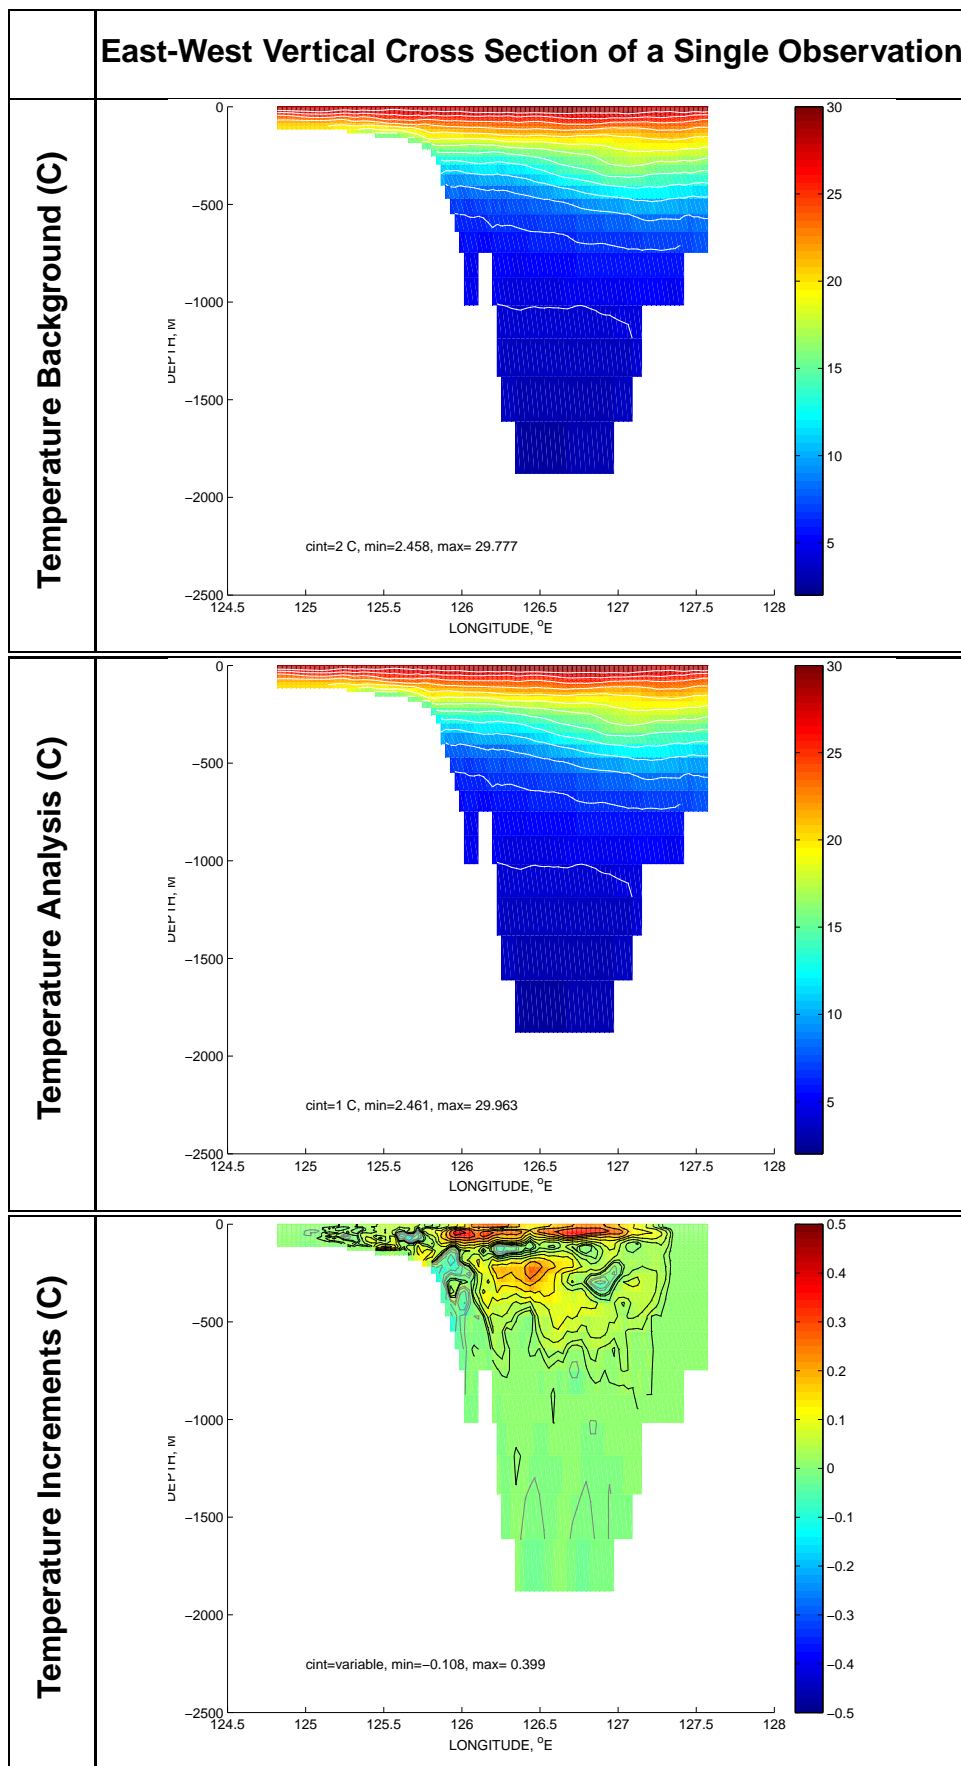 East-West Vertical Cross Section of a Single Observation
Temperature Background (C)
0
−500
−1000
−1500
−2000
−2500
DEPTH, M
124.5 125 125.5 126 126.5 127 127.5 128
LONGITUDE, °E
cint=2 C, min=2.458, max= 29.777
30
25
20
15
10
5
Temperature Analysis (C)
0
−500
−1000
−1500
−2000
−2500
DEPTH, M
124.5 125 125.5 126 126.5 127 127.5 128
LONGITUDE, °E
cint=1 C, min=2.461, max= 29.963
30
25
20
15
10
5
Temperature Increments (C)
0
−500
−1000
−1500
−2000
−2500
DEPTH, M
124.5 125 125.5 126 126.5 127 127.5 128
LONGITUDE, °E
cint=variable, min=−0.108, max= 0.399
0.5
0.4
0.3
0.2
0.1
0
−0.1
−0.2
−0.3
−0.4
−0.5